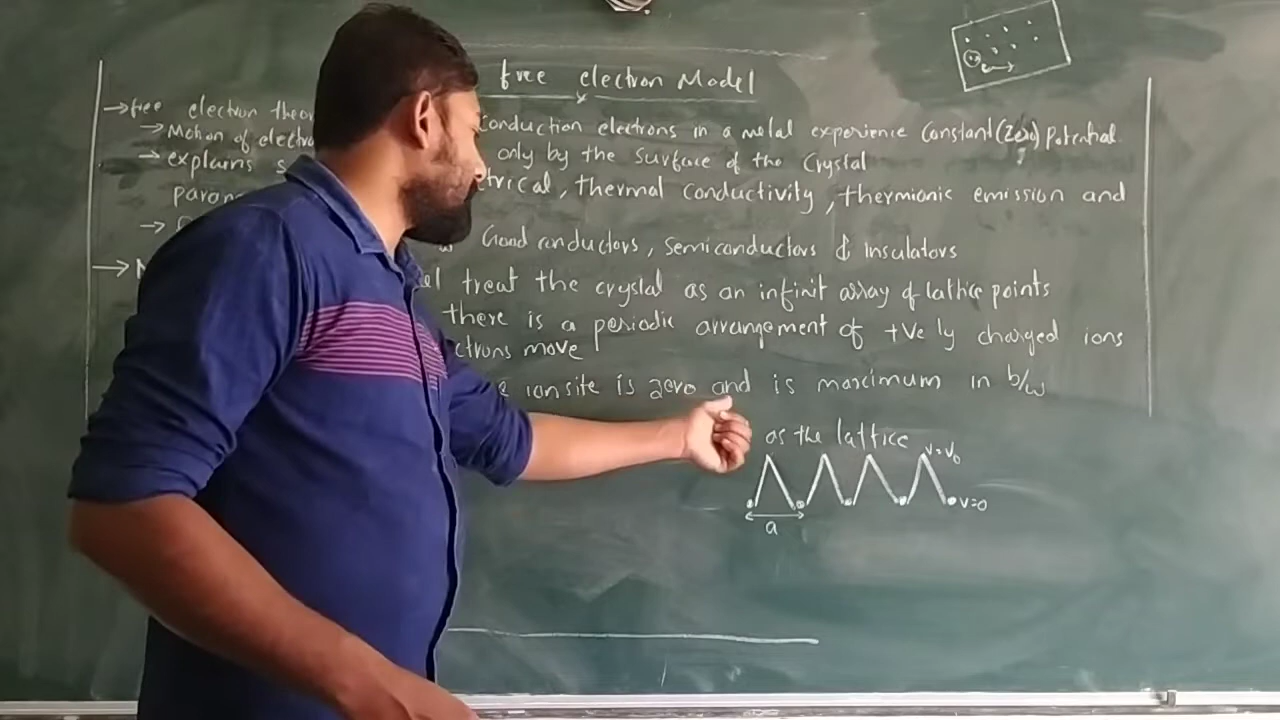 free electron Model
→free electron theor conduction electrons in a metal experience Constant (Zero) potential
→ Motion of electro only by the surface of the Crystal
→ explains s trical, thermal conductivity, thermionic emission and
param
→ Good conductors, Semiconductors & Insulators
→ el treat the crystal as an infinit array of lattice points
there is a periodic arrangement of +ve ly charged ions
ctrons move
e ion site is zero and is maximum in b/w
as the lattice
V=V₀
V=0
a